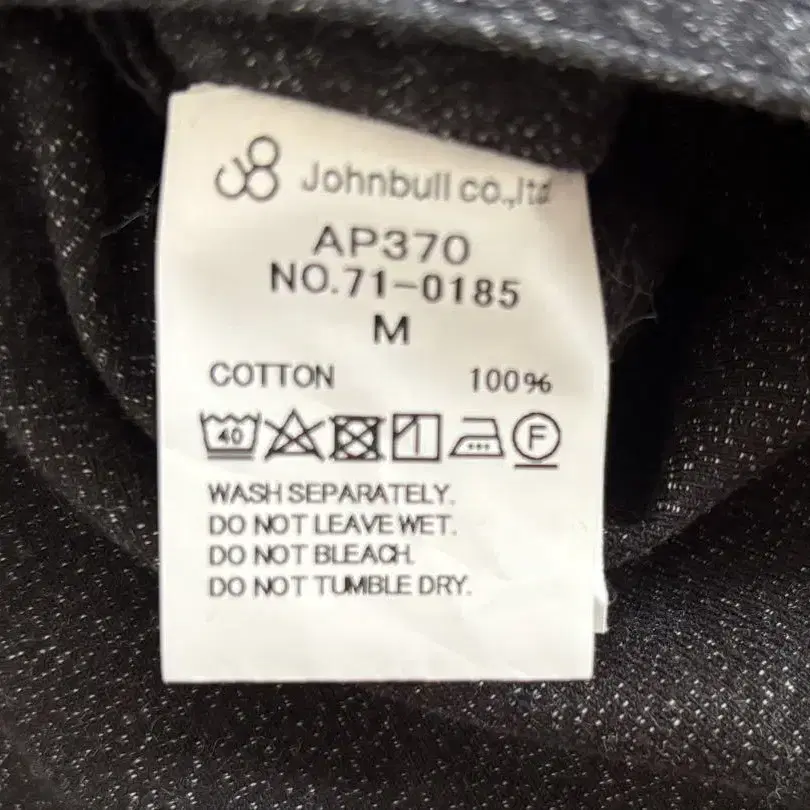 Johnbull co.,ltd
AP370
NO.71-0185
M
COTTON 100%
40 F
WASH SEPARATELY.
DO NOT LEAVE WET.
DO NOT BLEACH.
DO NOT TUMBLE DRY.